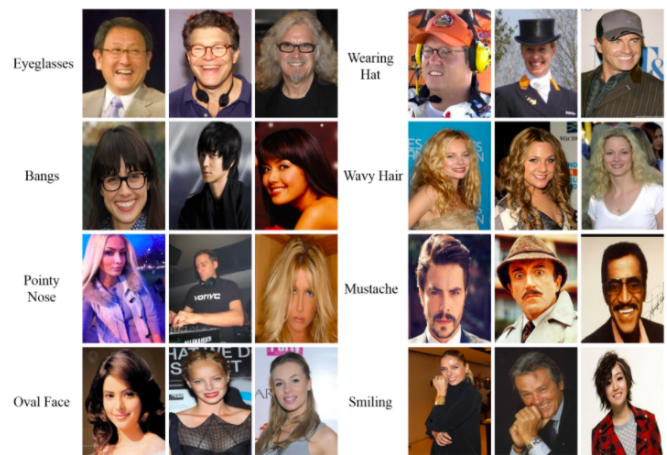 Eyeglasses
Wearing
Hat
Bangs
Wavy Hair
Pointy
Nose
Mustache
Oval Face
Smiling